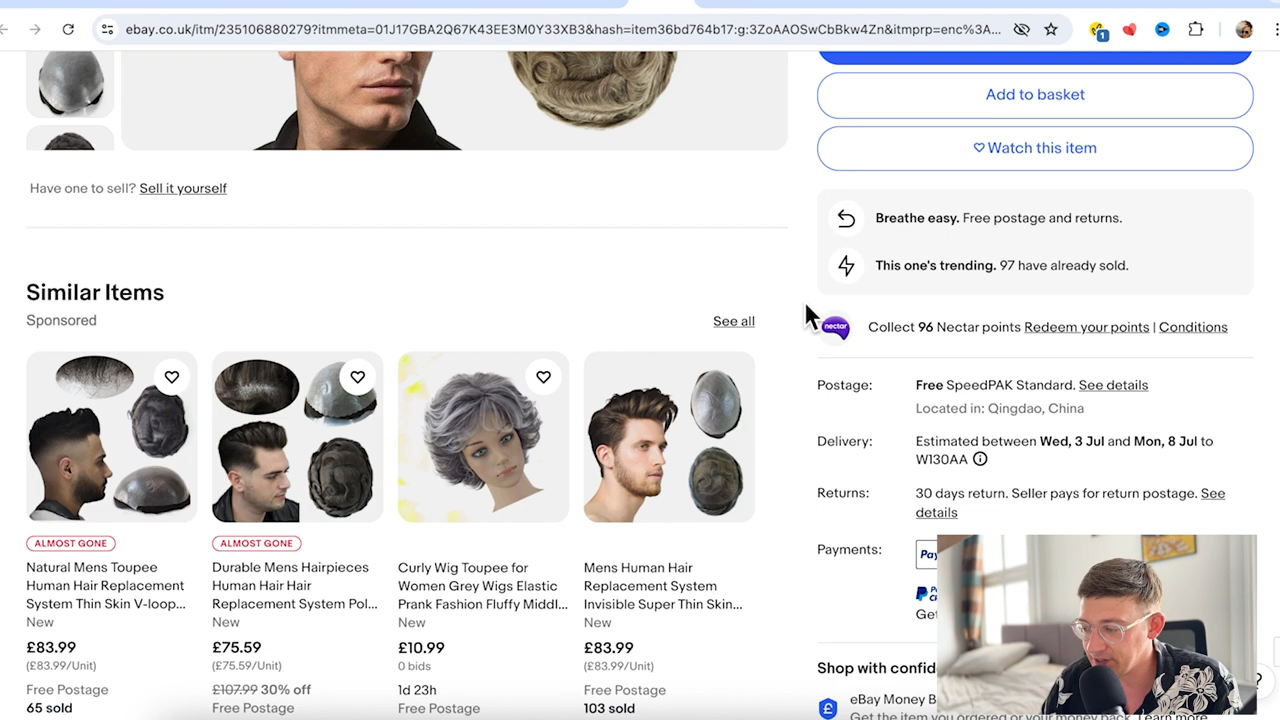 ebay.co.uk/itm/235106880279?itmmeta=01J17GBA2Q67K43EE3M0Y33XB3&hash=item36bd764b17:g:3ZoAAOSwCbBkw4Zn&itmprp=enc%3A...
1
Add to basket
Watch this item
Have one to sell? Sell it yourself
Breathe easy. Free postage and returns.
This one's trending. 97 have already sold.
Similar Items
Sponsored
See all
nectar
Collect 96 Nectar points Redeem your points | Conditions
Postage:
Free SpeedPAK Standard. See details
Located in: Qingdao, China
Delivery:
Estimated between Wed, 3 Jul and Mon, 8 Jul to
W130AA
Returns:
30 days return. Seller pays for return postage. See
details
Payments:
ALMOST GONE
Natural Mens Toupee
Human Hair Replacement
System Thin Skin V-loop...
New
£83.99
(£83.99/Unit)
Free Postage
65 sold
ALMOST GONE
Durable Mens Hairpieces
Human Hair Hair
Replacement System Pol...
New
£75.59
(£75.59/Unit)
£107.99 30% off
Free Postage
Curly Wig Toupee for
Women Grey Wigs Elastic
Prank Fashion Fluffy Middl...
New
£10.99
0 bids
1d 23h
Free Postage
Mens Human Hair
Replacement System
Invisible Super Thin Skin...
New
£83.99
(£83.99/Unit)
Free Postage
103 sold
Shop with confid
eBay Money B
Get the item you ordered or your money back. Learn more